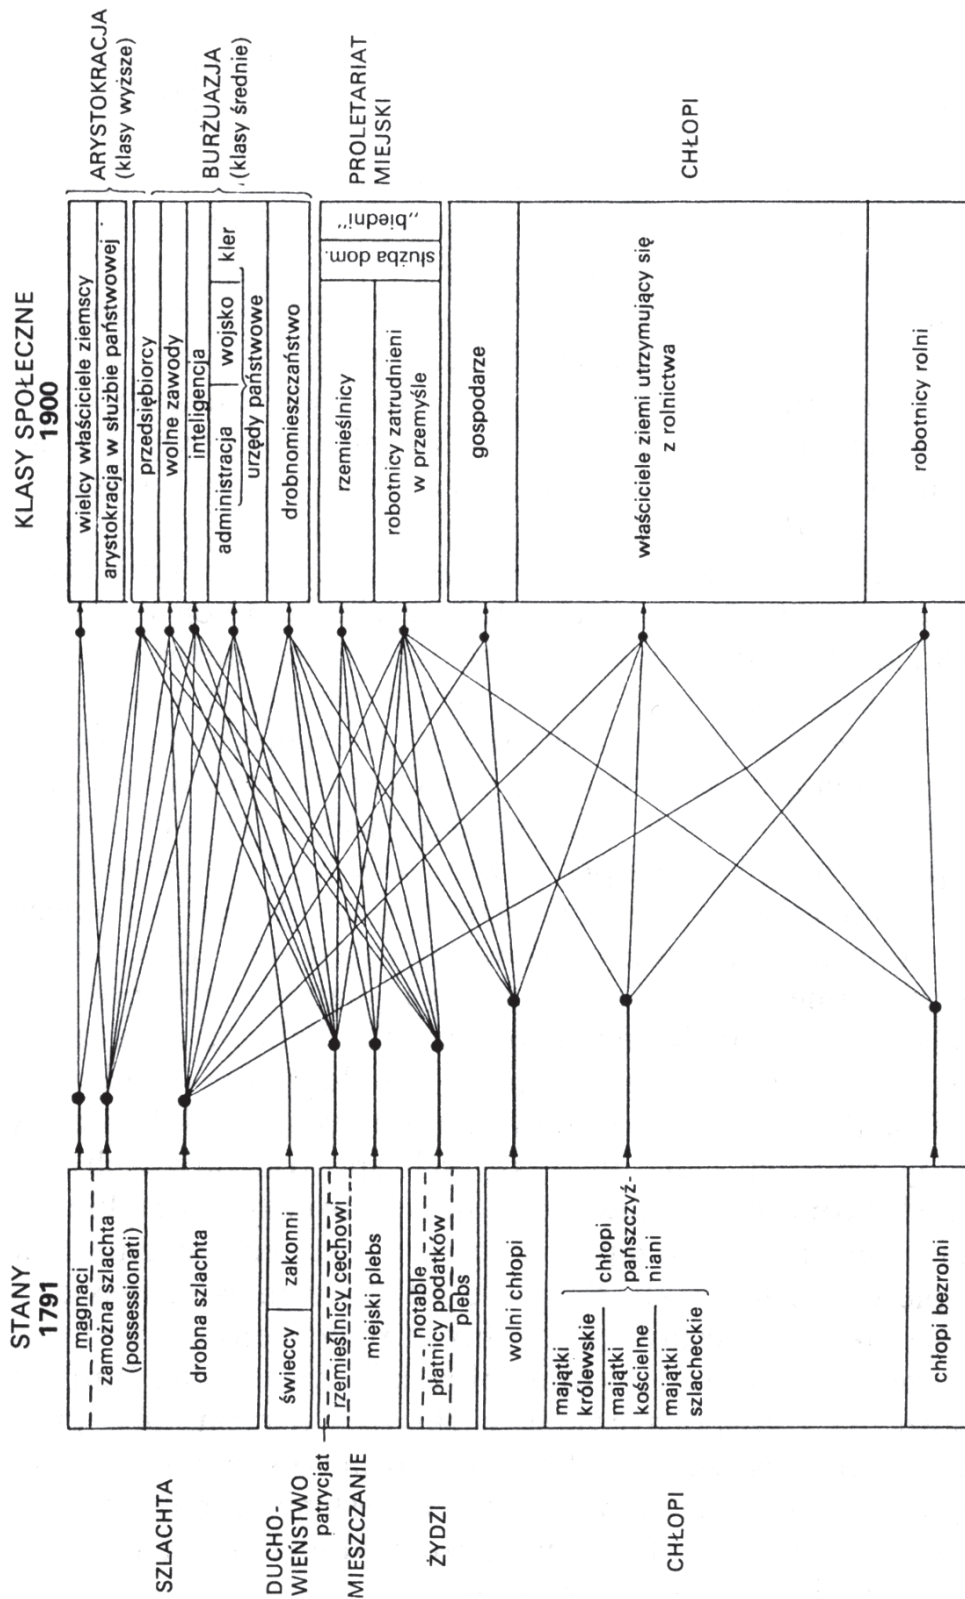 STANY
1791
KLASY SPOŁECZNE
1900
SZLACHTA
magnaci
zamożna szlachta
(possessionati)
drobna szlachta
DUCHO-
WIEŃSTWO
świeccy
zakonni
patrycjat
MIESZCZANIE
rzemieślnicy cechowi
miejski plebs
ŻYDZI
notable
płatnicy podatków
plebs
CHŁOPI
wolni chłopi
majątki
królewskie
majątki
kościelne
majątki
szlacheckie
chłopi
pańszczyź-
niani
chłopi bezrolni
wielcy właściciele ziemscy
arystokracja w służbie państwowej
ARYSTOKRACJA
(klasy wyższe)
przedsiębiorcy
wolne zawody
inteligencja
administracja
wojsko
kler
urzędy państwowe
drobnomieszczaństwo
BURŻUAZJA
(klasy średnie)
rzemieślnicy
robotnicy zatrudnieni
w przemyśle
służba dom.
„biedni”
PROLETARIAT
MIEJSKI
gospodarze
właściciele ziemi utrzymujący się
z rolnictwa
robotnicy rolni
CHŁOPI